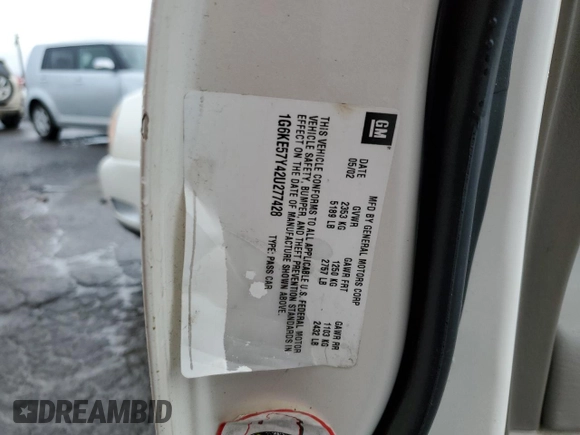 GM
MFD BY GENERAL MOTORS CORP
DATE GVWR GAWR FRT GAWR RR
05/02 2353 KG 1250 KG 1103 KG
5189 LB 2757 LB 2432 LB
THIS VEHICLE CONFORMS TO ALL APPLICABLE U.S. FEDERAL MOTOR
VEHICLE SAFETY, BUMPER, AND THEFT PREVENTION STANDARDS IN
EFFECT ON THE DATE OF MANUFACTURE SHOWN ABOVE.
1G6KE57Y42U277428 TYPE: PASS CAR
DREAMBID